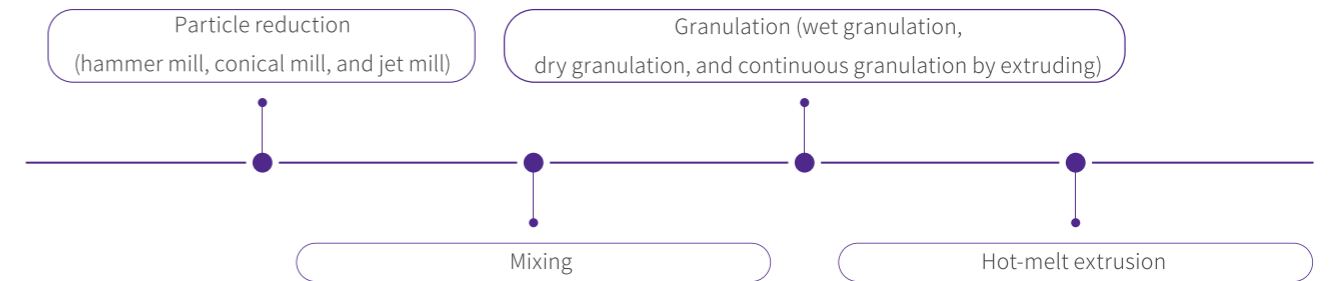 Particle reduction
(hammer mill, conical mill, and jet mill)
Granulation (wet granulation,
dry granulation, and continuous granulation by extruding)
Mixing
Hot-melt extrusion